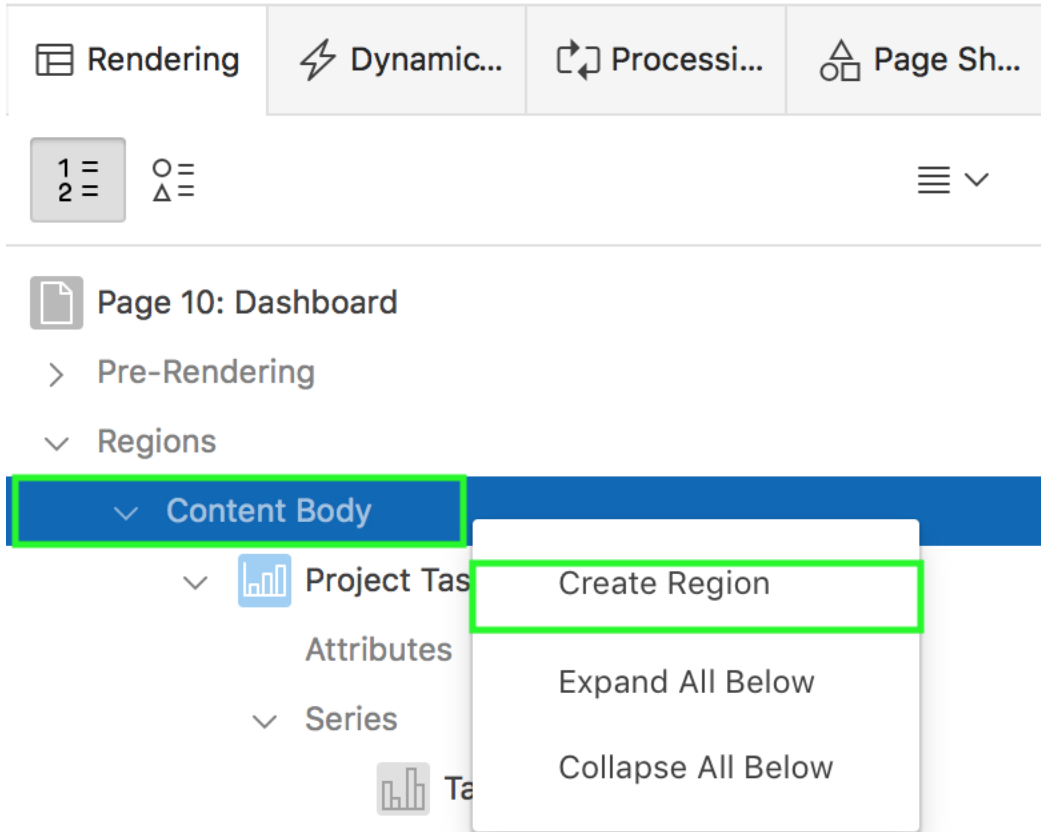 Rendering
Dynamic...
Processi...
Page Sh...
1 =
2 =
Page 10: Dashboard
Pre-Rendering
Regions
Content Body
Project Tas
Create Region
Attributes
Expand All Below
Series
Collapse All Below
Ta